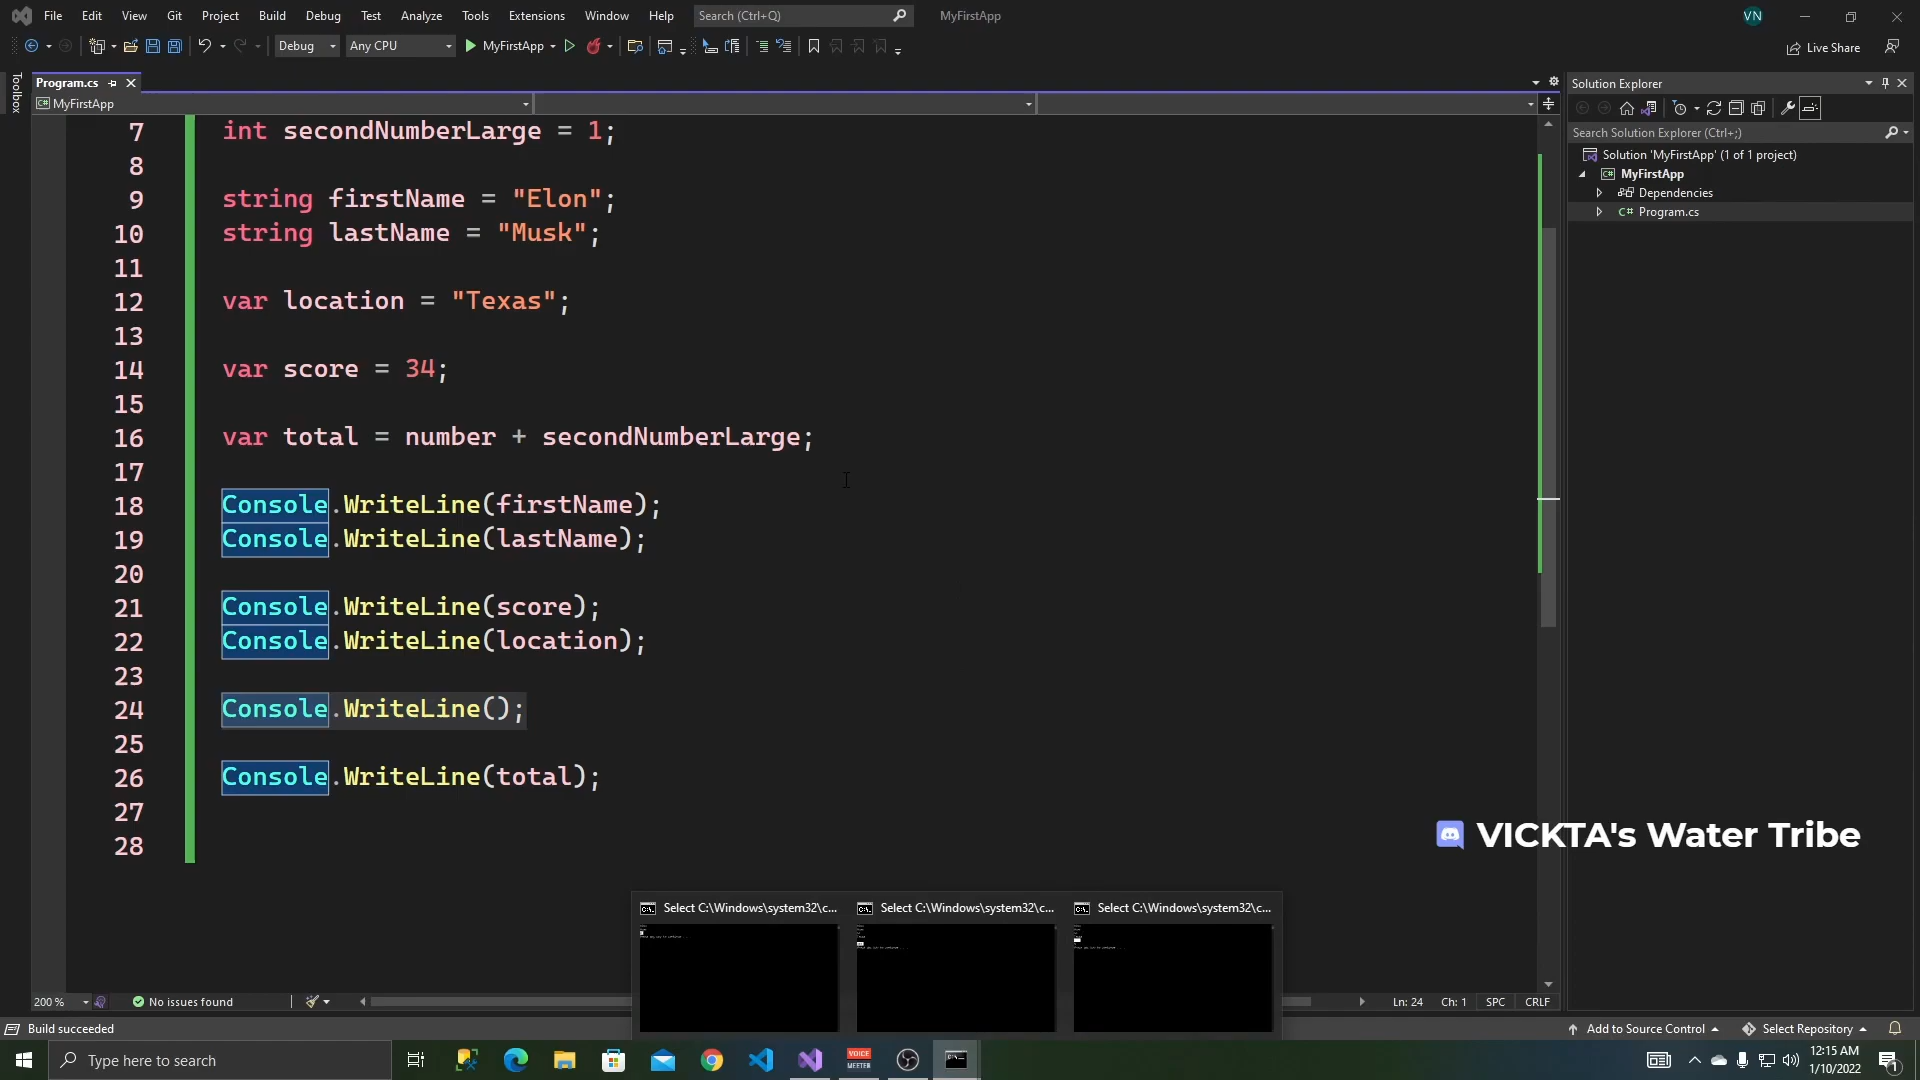 File Edit View Git Project Build Debug Test Analyze Tools Extensions Window Help Search (Ctrl+Q) MyFirstApp VN
Debug Any CPU MyFirstApp Live Share
Toolbox
Program.cs
MyFirstApp
7 int secondNumberLarge = 1;
8
9 string firstName = "Elon";
10 string lastName = "Musk";
11
12 var location = "Texas";
13
14 var score = 34;
15
16 var total = number + secondNumberLarge;
17
18 Console.WriteLine(firstName);
19 Console.WriteLine(lastName);
20
21 Console.WriteLine(score);
22 Console.WriteLine(location);
23
24 Console.WriteLine();
25
26 Console.WriteLine(total);
27
28
Solution Explorer
Search Solution Explorer (Ctrl+;)
Solution 'MyFirstApp' (1 of 1 project)
C# MyFirstApp
Dependencies
C# Program.cs
VICKTA's Water Tribe
Select C:\Windows\system32\c... Select C:\Windows\system32\c... Select C:\Windows\system32\c...
200 % No issues found Ln: 24 Ch: 1 SPC CRLF
Build succeeded Add to Source Control Select Repository
Type here to search VOICE MEETER 12:15 AM
1/10/2022 1